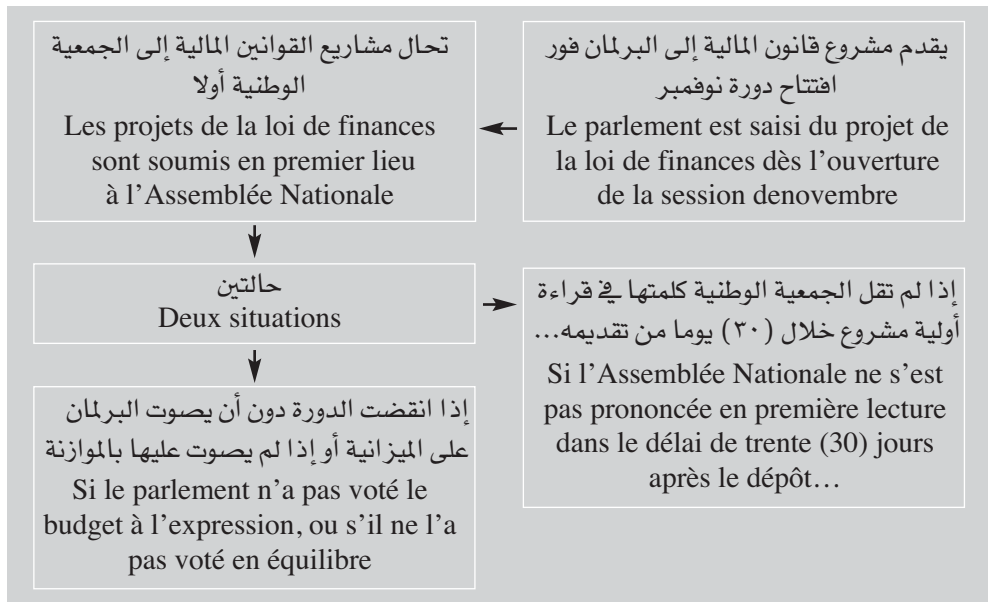 يقدم مشروع قانون المالية إلى البرلمان فور
افتتاح دورة نوفمبر
Le parlement est saisi du projet de
la loi de finances dès l'ouverture
de la session denovembre
تحال مشاريع القوانين المالية إلى الجمعية
الوطنية أولا
Les projets de la loi de finances
sont soumis en premier lieu
à l'Assemblée Nationale
حالتين
Deux situations
إذا لم تقل الجمعية الوطنية كلمتها في قراءة
أولية مشروع خلال (٣٠) يوما من تقديمه...
Si l'Assemblée Nationale ne s'est
pas prononcée en première lecture
dans le délai de trente (30) jours
après le dépôt…
إذا انقضت الدورة دون أن يصوت البرلمان
على الميزانية أو إذا لم يصوت عليها بالموازنة
Si le parlement n'a pas voté le
budget à l'expression, ou s'il ne l'a
pas voté en équilibre